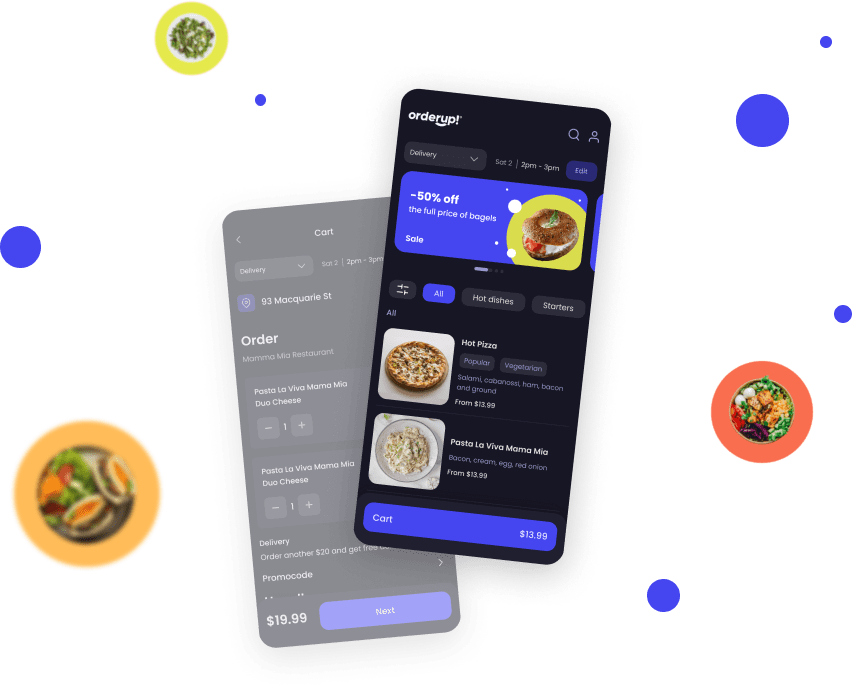 orderup!
Delivery
Sat 2 | 2pm - 3pm
Edit
-50% off
the full price of bagels
Sale
All
Hot dishes
Starters
All
Hot Pizza
Popular
Vegetarian
Salami, cabanossi, ham, bacon
and ground
From $13.99
Pasta La Viva Mama Mia
Bacon, cream, egg, red onion
From $13.99
Cart
$13.99
Cart
Delivery
Sat 2 | 2pm - 3pm
93 Macquarie St
Order
Mamma Mia Restaurant
Pasta La Viva Mama Mia
Duo Cheese
1
Pasta La Viva Mama Mia
Duo Cheese
1
Delivery
Order another $20 and get free
Promocode
$19.99
Next